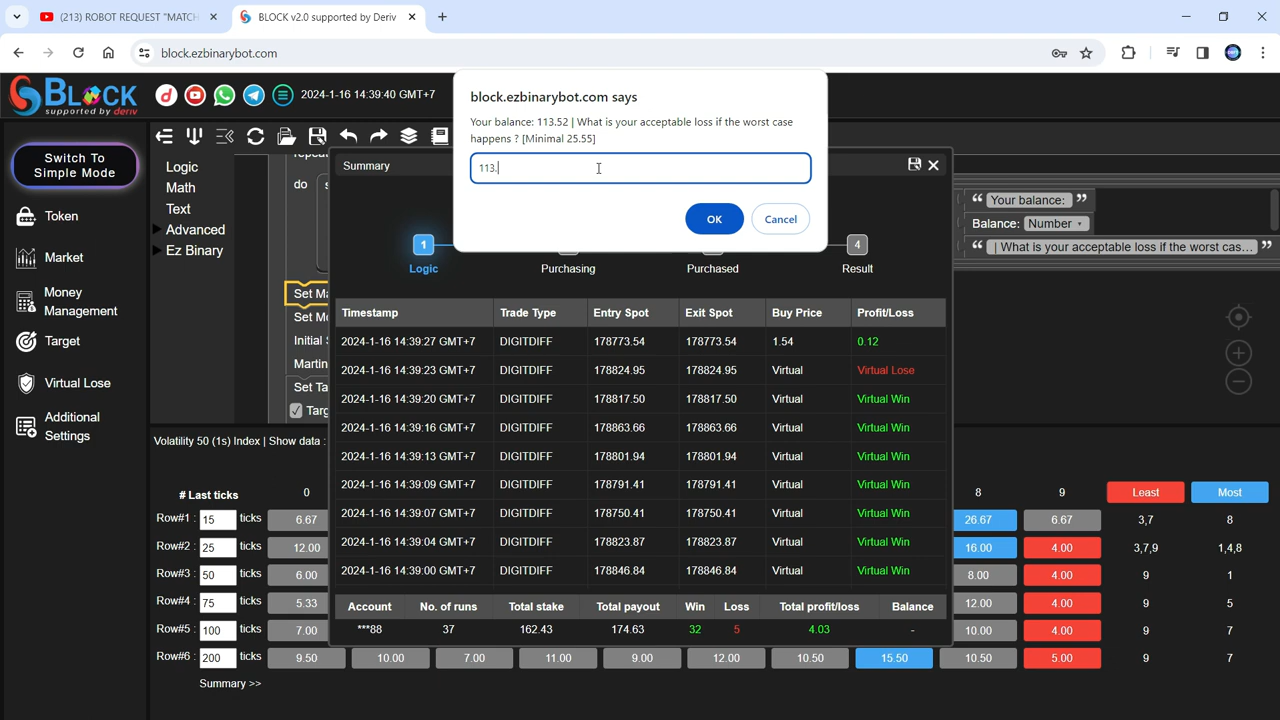 (213) ROBOT REQUEST "MATCH
BLOCK v2.0 supported by Deriv
block.ezbinarybot.com
BLOCK
supported by deriv
2024-1-16 14:39:40 GMT+7
block.ezbinarybot.com says
Your balance: 113.52 | What is your acceptable loss if the worst case
happens ? [Minimal 25.55]
113.
OK
Cancel
Switch To
Simple Mode
Token
Market
Money
Management
Target
Virtual Lose
Additional
Settings
Logic
Math
Text
Advanced
Ez Binary
do
Set Ma
Initial
Martin
Set Ta
Targ
Summary
1
4
Logic
Purchasing
Purchased
Result
“ Your balance: ”
Balance: Number
“ | What is your acceptable loss if the worst cas... ”
Timestamp Trade Type Entry Spot Exit Spot Buy Price Profit/Loss
2024-1-16 14:39:27 GMT+7 DIGITDIFF 178773.54 178773.54 1.54 0.12
2024-1-16 14:39:23 GMT+7 DIGITDIFF 178824.95 178824.95 Virtual Virtual Lose
2024-1-16 14:39:20 GMT+7 DIGITDIFF 178817.50 178817.50 Virtual Virtual Win
2024-1-16 14:39:16 GMT+7 DIGITDIFF 178863.66 178863.66 Virtual Virtual Win
2024-1-16 14:39:13 GMT+7 DIGITDIFF 178801.94 178801.94 Virtual Virtual Win
2024-1-16 14:39:09 GMT+7 DIGITDIFF 178791.41 178791.41 Virtual Virtual Win
2024-1-16 14:39:07 GMT+7 DIGITDIFF 178750.41 178750.41 Virtual Virtual Win
2024-1-16 14:39:04 GMT+7 DIGITDIFF 178823.87 178823.87 Virtual Virtual Win
2024-1-16 14:39:00 GMT+7 DIGITDIFF 178846.84 178846.84 Virtual Virtual Win
Account No. of runs Total stake Total payout Win Loss Total profit/loss Balance
***88 37 162.43 174.63 32 5 4.03 -
Volatility 50 (1s) Index | Show data :
# Last ticks 0 8 9 Least Most
Row#1 : 15 ticks 6.67 26.67 6.67 3,7 8
Row#2 : 25 ticks 12.00 16.00 4.00 3,7,9 1,4,8
Row#3 : 50 ticks 6.00 8.00 4.00 9 1
Row#4 : 75 ticks 5.33 12.00 4.00 9 5
Row#5 : 100 ticks 7.00 10.00 4.00 9 7
Row#6 : 200 ticks 9.50 10.00 7.00 11.00 9.00 12.00 10.50 15.50 10.50 5.00 9 7
Summary >>